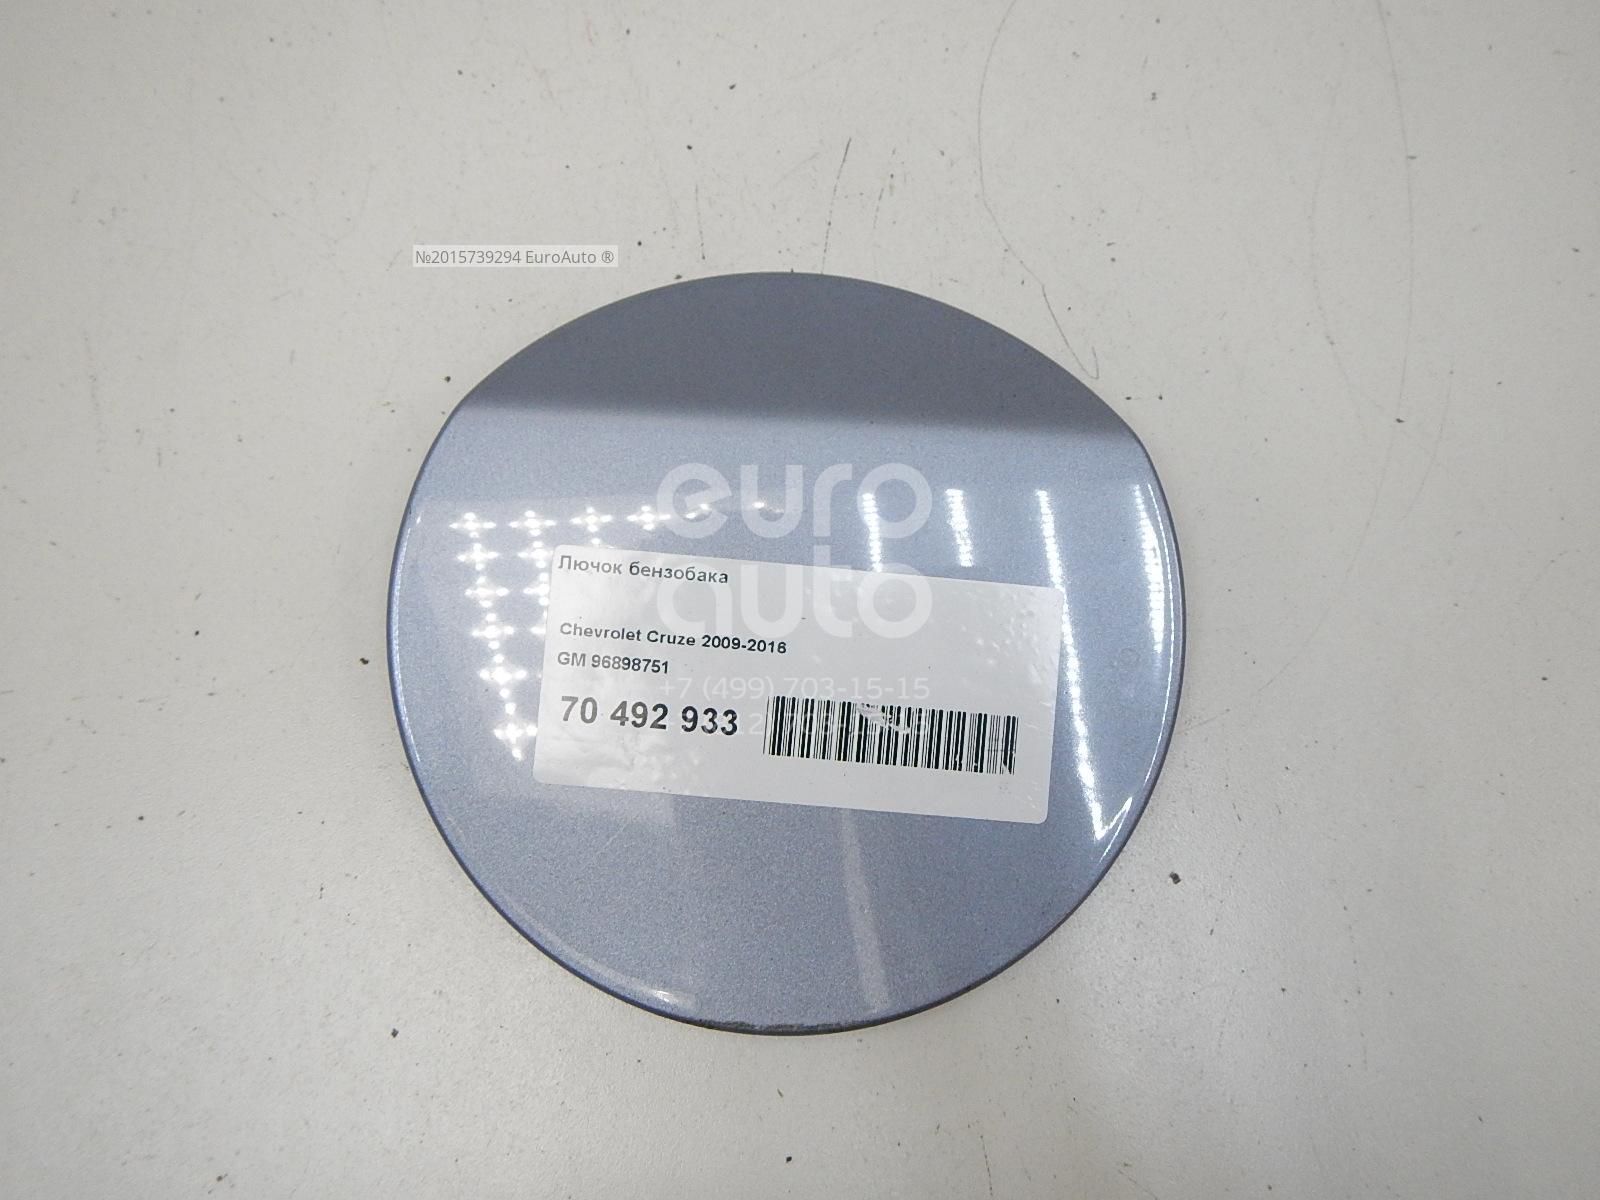 №2015739294 EuroAuto ®
euro
auto
Лючок бензобака
Chevrolet Cruze 2009-2016
GM 96898751
+7 (499) 703-15-15
70 492 933